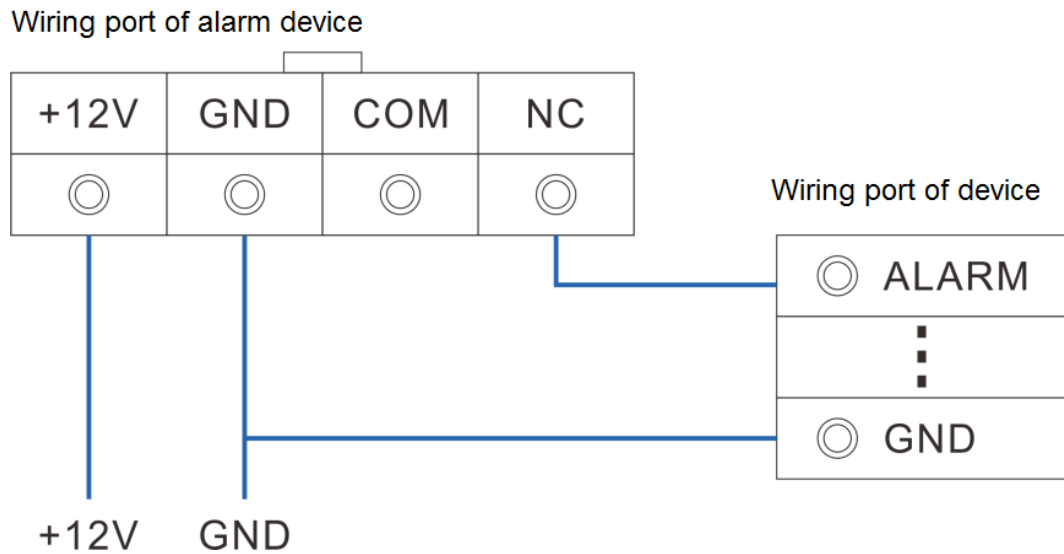 Wiring port of alarm device
+12V GND COM NC
Wiring port of device
ALARM
GND
+12V GND